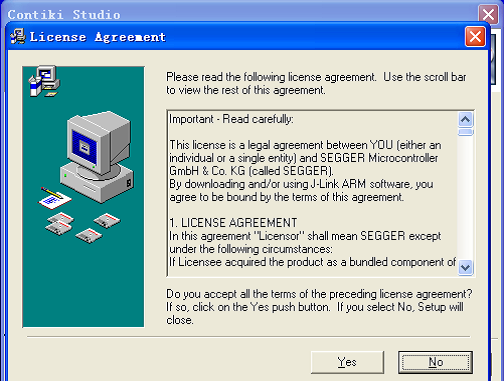 Contiki Studio
License Agreement
Please read the following license agreement. Use the scroll bar
to view the rest of this agreement.
Important - Read carefully:
This license is a legal agreement between YOU (either an
individual or a single entity) and SEGGER Microcontroller
GmbH & Co. KG (called SEGGER).
By downloading and/or using J-Link ARM software, you
agree to be bound by the terms of this agreement.
1. LICENSE AGREEMENT
In this agreement "Licensor" shall mean SEGGER except
under the following circumstances:
If Licensee acquired the product as a bundled component of
Do you accept all the terms of the preceding license agreement?
If so, click on the Yes push button. If you select No, Setup will
close.
Yes
No